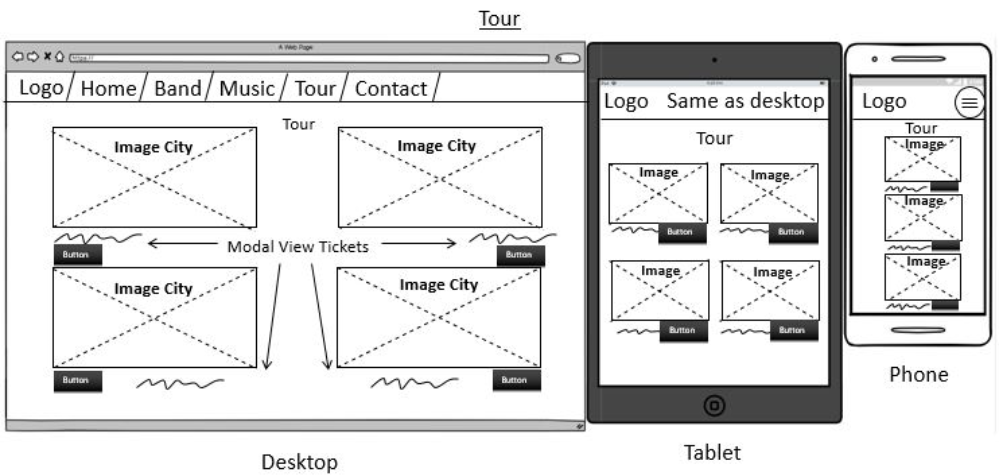 Tour
A Web Page
https://
Logo Home Band Music Tour Contact
Tour
Image City Image City
Modal View Tickets
Button Button
Image City Image City
Button Button
Desktop
Logo Same as desktop
Tour
Image Image
Button Button
Image Image
Button Button
Tablet
Logo
Tour
Image
Image
Image
Phone